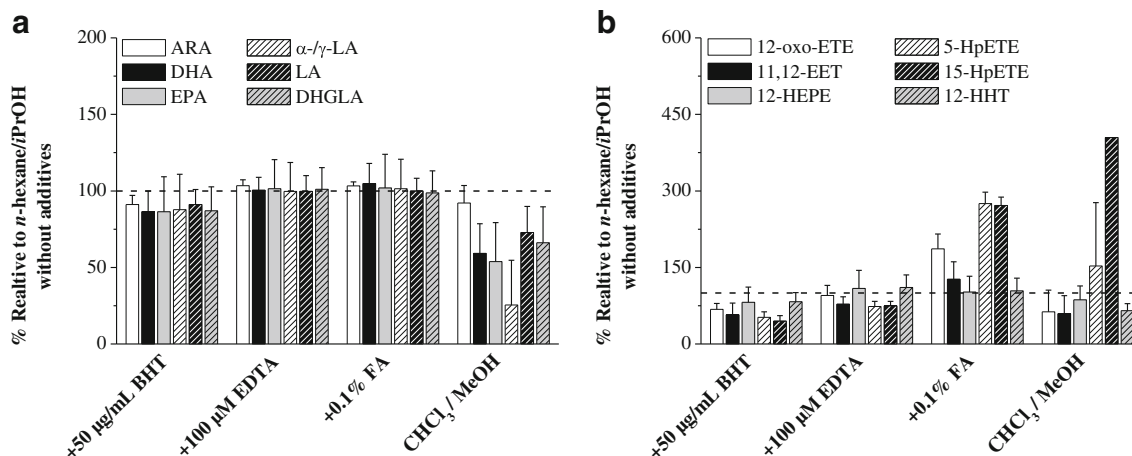 a
% Realtive to n-hexane/iPrOH
without additives
200
150
100
50
0
ARA
DHA
EPA
α-/γ-LA
LA
DHGLA
+50 µg/mL BHT
+100 µM EDTA
+0.1% FA
CHCl3 / MeOH
b
% Realtive to n-hexane/iPrOH
without additives
600
450
300
150
0
12-oxo-ETE
11,12-EET
12-HEPE
5-HpETE
15-HpETE
12-HHT
+50 µg/mL BHT
+100 µM EDTA
+0.1% FA
CHCl3 / MeOH